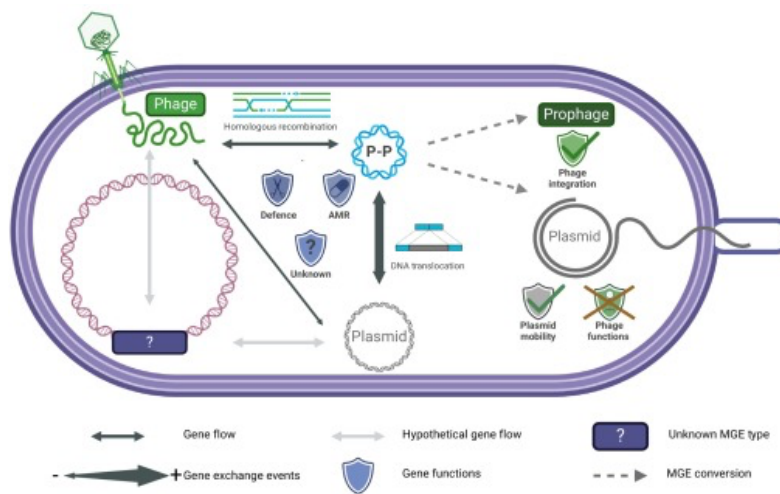 Phage
Homologous recombination
P-P
Prophage
Phage
integration
Defence
AMR
?
Unknown
DNA translocation
Plasmid
Plasmid
mobility
Phage
functions
?
Plasmid
Gene flow
Hypothetical gene flow
?
Unknown MGE type
- + Gene exchange events
Gene functions
MGE conversion